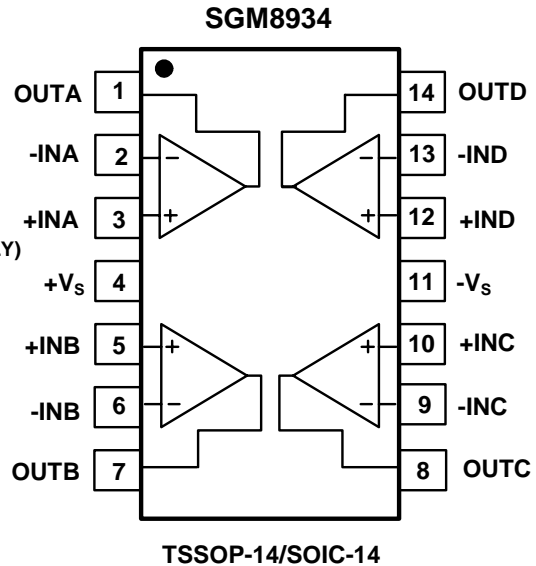 SGM8934
OUTA 1 14 OUTD
-INA 2 − − 13 -IND
+INA 3 + + 12 +IND
Y)
+VS 4 11 -VS
+INB 5 + + 10 +INC
-INB 6 − − 9 -INC
OUTB 7 8 OUTC
TSSOP-14/SOIC-14